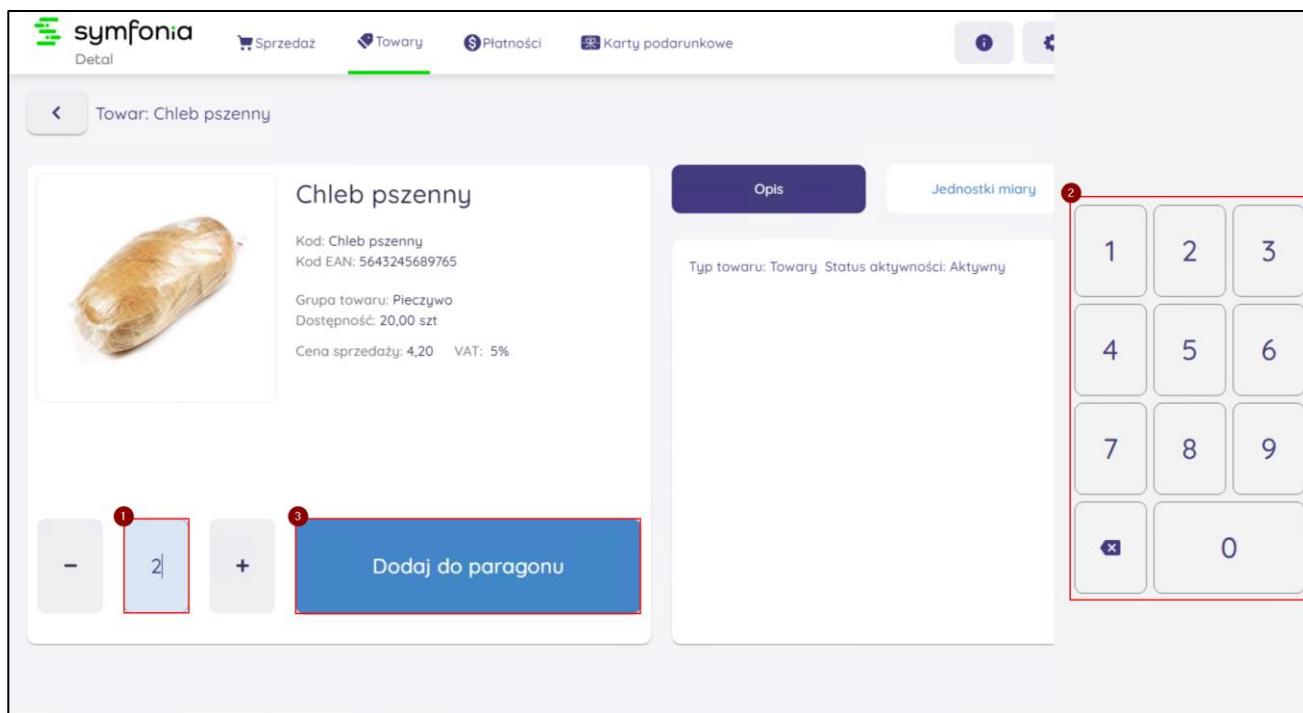 symfonia
Detal
Sprzedaż
Towary
Płatności
Karty podarunkowe
Towar: Chleb pszenny
Chleb pszenny
Kod: Chleb pszenny
Kod EAN: 5643245689765
Grupa towaru: Pieczywo
Dostępność: 20,00 szt
Cena sprzedaży: 4,20 VAT: 5%
1
3
- 2 +
Dodaj do paragonu
Opis
Jednostki miary
Typ towaru: Towary Status aktywności: Aktywny
2
1 2 3
4 5 6
7 8 9
0